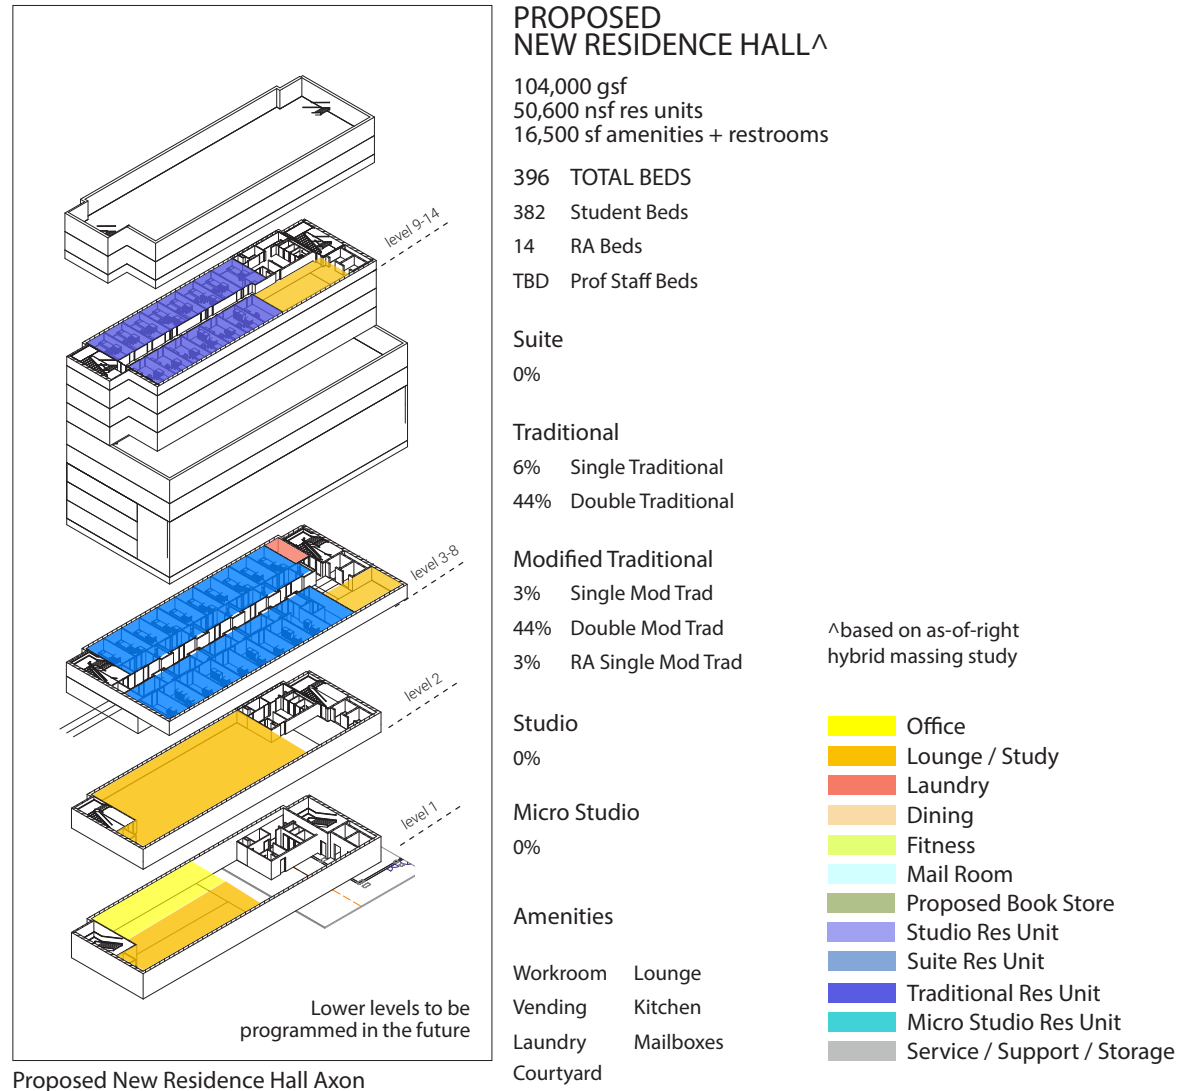 PROPOSED
NEW RESIDENCE HALL^
104,000 gsf
50,600 nsf res units
16,500 sf amenities + restrooms
396 TOTAL BEDS
382 Student Beds
14 RA Beds
TBD Prof Staff Beds
Suite
0%
Traditional
6% Single Traditional
44% Double Traditional
Modified Traditional
3% Single Mod Trad
44% Double Mod Trad
3% RA Single Mod Trad
^based on as-of-right
hybrid massing study
Studio
0%
Micro Studio
0%
Amenities
Workroom Lounge
Vending Kitchen
Laundry Mailboxes
Courtyard
Office
Lounge / Study
Laundry
Dining
Fitness
Mail Room
Proposed Book Store
Studio Res Unit
Suite Res Unit
Traditional Res Unit
Micro Studio Res Unit
Service / Support / Storage
level 9-14
level 3-8
level 2
level 1
Lower levels to be
programmed in the future
Proposed New Residence Hall Axon